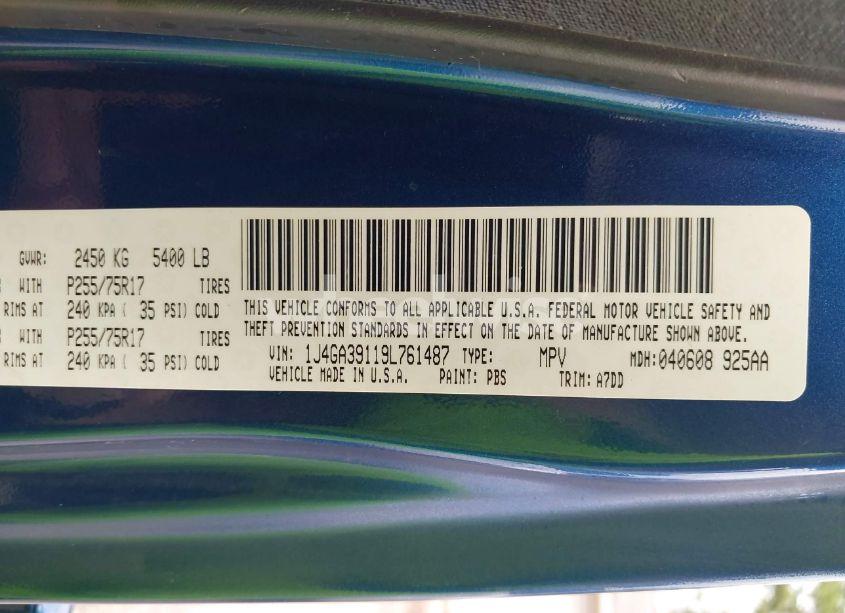 GVWR: 2450 KG 5400 LB
WITH P255/75R17 TIRES
RIMS AT 240 KPA ( 35 PSI) COLD
WITH P255/75R17 TIRES
RIMS AT 240 KPA ( 35 PSI) COLD
THIS VEHICLE CONFORMS TO ALL APPLICABLE U.S.A. FEDERAL MOTOR VEHICLE SAFETY AND
THEFT PREVENTION STANDARDS IN EFFECT ON THE DATE OF MANUFACTURE SHOWN ABOVE.
VIN: 1J4GA39119L761487 TYPE: MPV MDH: 040608 925AA
VEHICLE MADE IN U.S.A. PAINT: PBS TRIM: A7DD